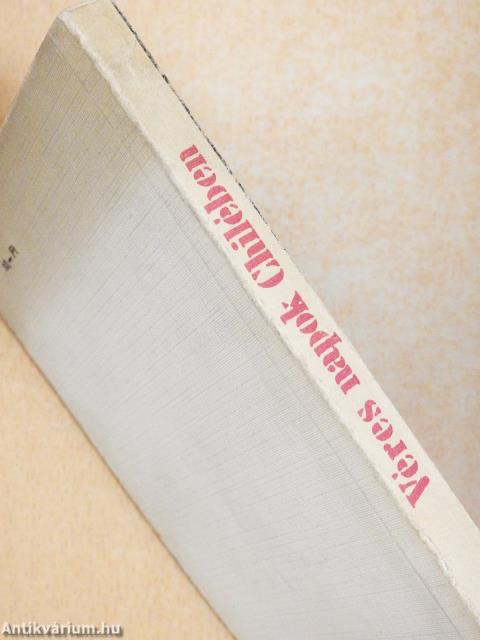 Véres napok Chilében
Antikvárium.hu